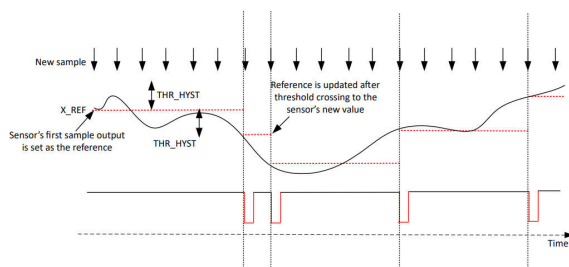 New sample
THR_HYST
Reference is updated after
threshold crossing to the
sensor's new value
X_REF
Sensor's first sample output
is set as the reference
THR_HYST
Time